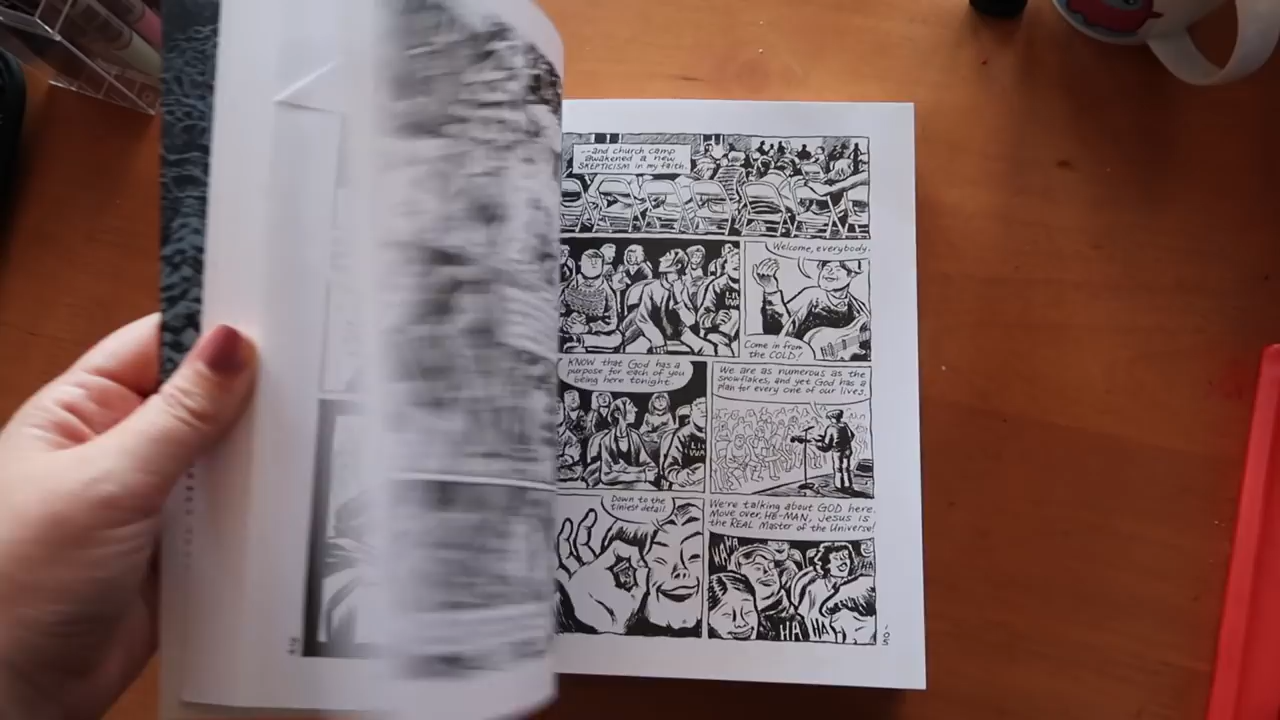 --and church camp
awakened a new
SKEPTICISM in my faith.
Welcome, everybody.
Come in from
the COLD!
KNOW that God has a
purpose for each of you
being here tonight.
We are as numerous as the
snowflakes, and yet God has a
plan for every one of our lives.
Down to the
tiniest detail.
We're talking about GOD here.
Move over, HE-MAN, Jesus is
the REAL Master of the Universe!
HAHA
HA
HA HA
105